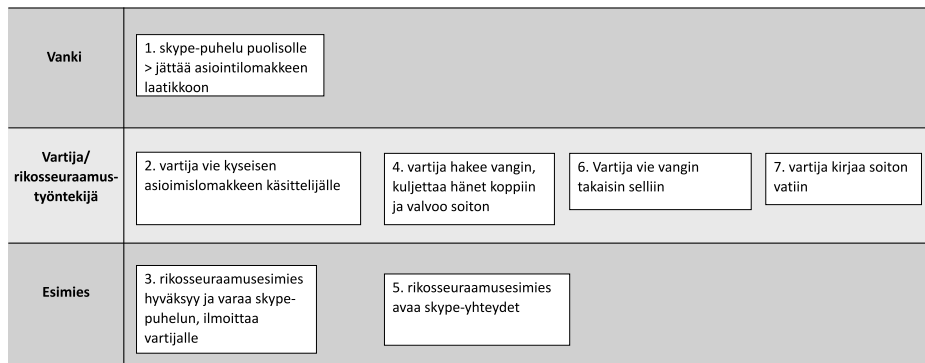 Vanki
1. skype-puhelu puolisolle
> jättää asiointilomakkeen
laatikkoon
Vartija/
rikosseuraamus-
työntekijä
2. vartija vie kyseisen
asioimislomakkeen käsittelijälle
4. vartija hakee vangin,
kuljettaa hänet koppiin
ja valvoo soiton
6. Vartija vie vangin
takaisin selliin
7. vartija kirjaa soiton
vatiin
Esimies
3. rikosseuraamusesimies
hyväksyy ja varaa skype-
puhelun, ilmoittaa
vartijalle
5. rikosseuraamusesimies
avaa skype-yhteydet